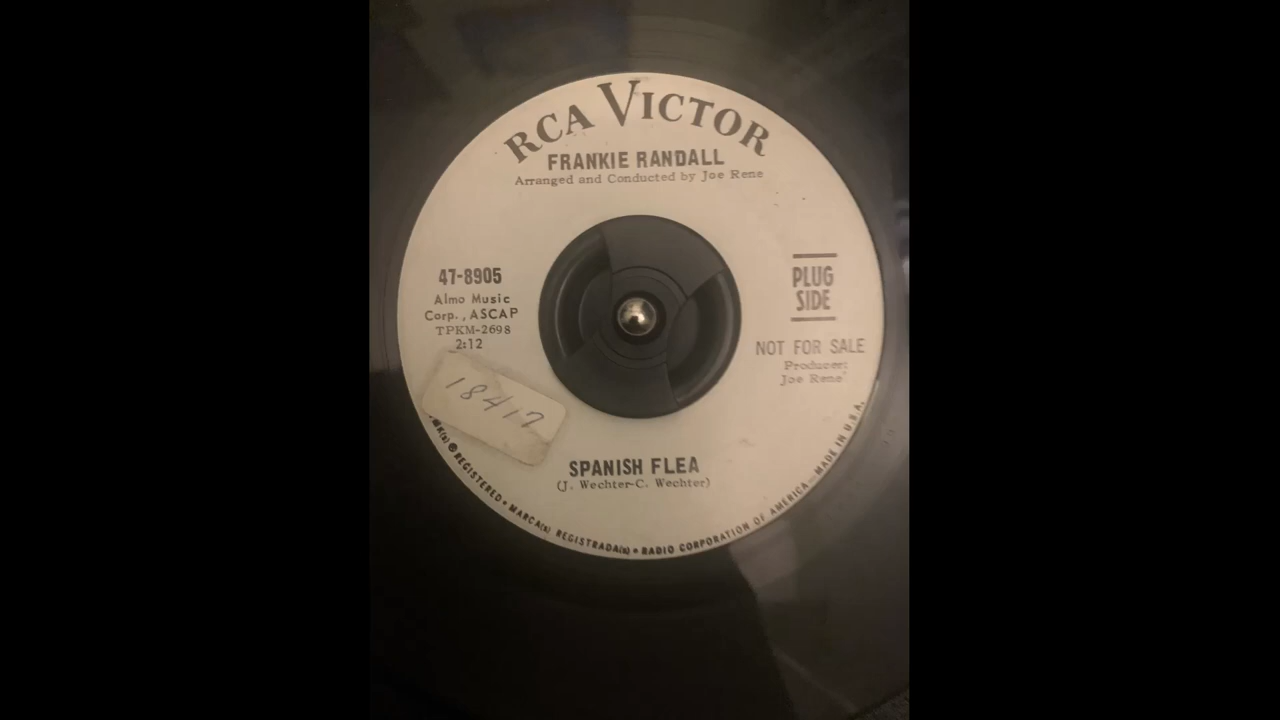 RCA VICTOR
FRANKIE RANDALL
Arranged and Conducted by Joe Rene
47-8905
Almo Music
Corp., ASCAP
TPKM-2698
2:12
PLUG
SIDE
NOT FOR SALE
Producer:
Joe Rene
18417
SPANISH FLEA
(J. Wechter-C. Wechter)
® REGISTERED • MARCA(s) REGISTRADA(s) • RADIO CORPORATION OF AMERICA—MADE IN U.S.A.